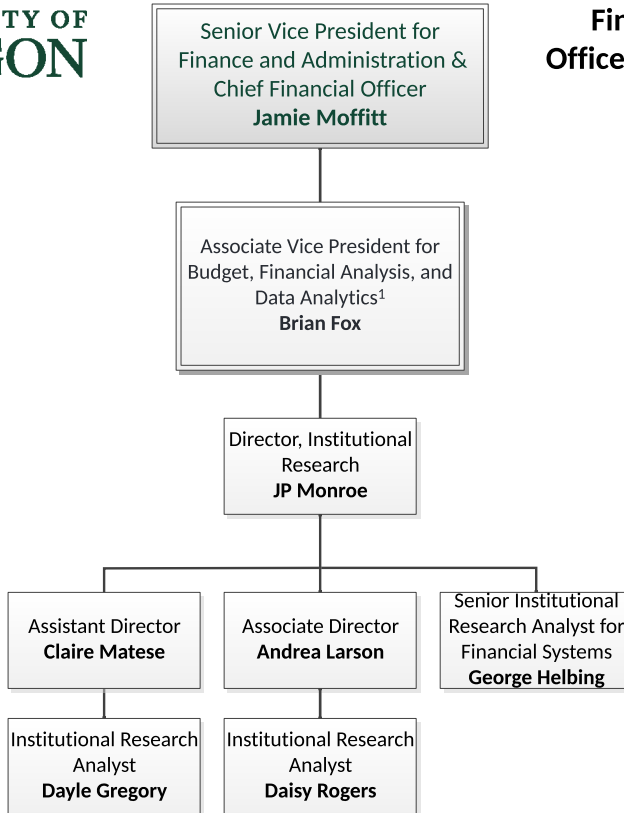 TY OF
GON
Fin
Office
Senior Vice President for
Finance and Administration &
Chief Financial Officer
Jamie Moffitt
Associate Vice President for
Budget, Financial Analysis, and
Data Analytics¹
Brian Fox
Director, Institutional
Research
JP Monroe
Assistant Director
Claire Matese
Associate Director
Andrea Larson
Senior Institutional
Research Analyst for
Financial Systems
George Helbing
Institutional Research
Analyst
Dayle Gregory
Institutional Research
Analyst
Daisy Rogers